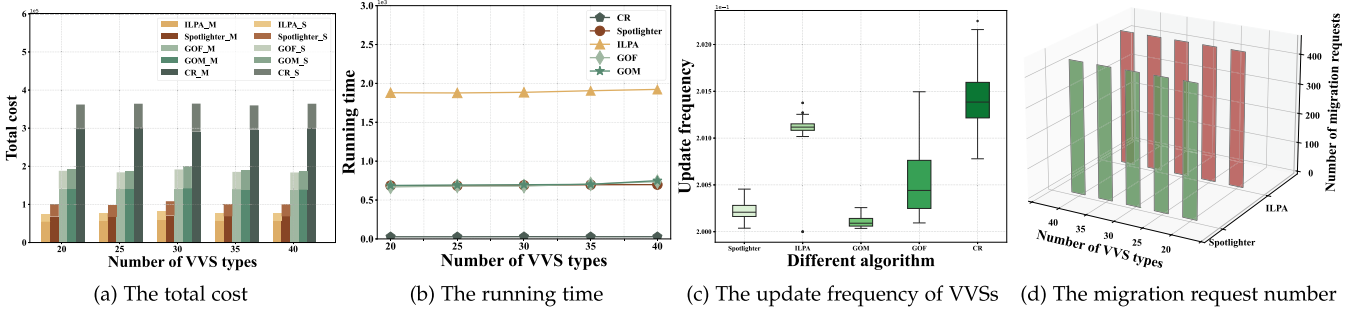 1e5
6
5
4
3
2
1
0
Total cost
ILPA_M
Spotlighter_M
GOF_M
GOM_M
CR_M
ILPA_S
Spotlighter_S
GOF_S
GOM_S
CR_S
20 25 30 35 40
Number of VVS types
(a) The total cost
1e3
3.0
2.4
1.8
1.2
0.6
0.0
Running time
CR
Spotlighter
ILPA
GOF
GOM
20 25 30 35 40
Number of VVS types
(b) The running time
1e−1
2.020
2.015
2.010
2.005
2.000
Update frequency
Spotlighter ILPA GOM GOF CR
Different algorithm
(c) The update frequency of VVSs
400
300
200
100
0
Number of migration requests
ILPA
Spotlighter
40 35 30 25 20
Number of VVS types
(d) The migration request number